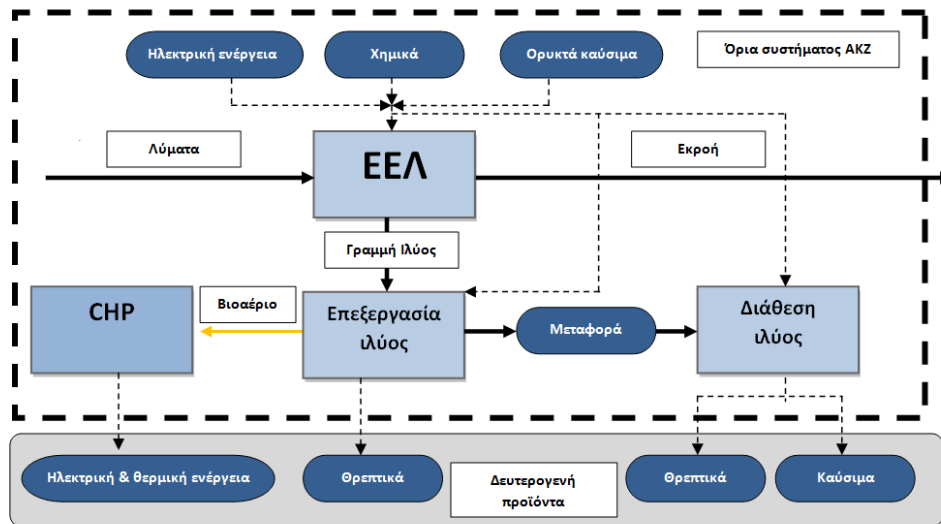 Ηλεκτρική ενέργεια
Χημικά
Ορυκτά καύσιμα
Όρια συστήματος ΑΚΖ
Λύματα
ΕΕΛ
Εκροή
Γραμμή Ιλύος
CHP
Βιοαέριο
Επεξεργασία
ιλύος
Μεταφορά
Διάθεση
ιλύος
Ηλεκτρική & θερμική ενέργεια
Θρεπτικά
Δευτερογενή
προϊόντα
Θρεπτικά
Καύσιμα